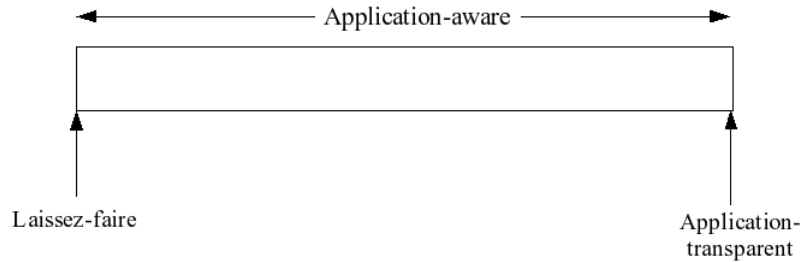 Application-aware
Laissez-faire
Application-
transparent